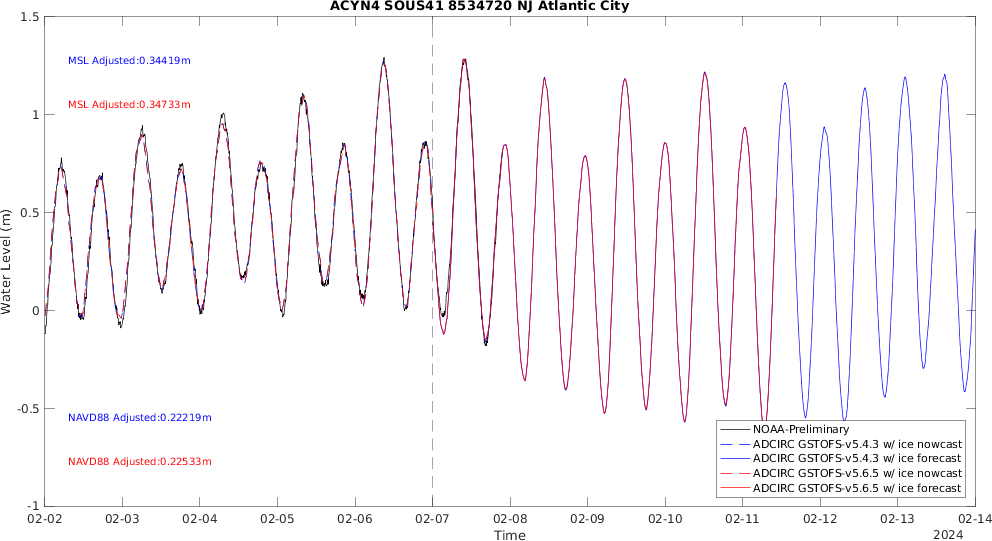 ACYN4 SOUS41 8534720 NJ Atlantic City
1.5
1
0.5
0
-0.5
-1
Water Level (m)
MSL Adjusted:0.34419m
MSL Adjusted:0.34733m
NAVD88 Adjusted:0.22219m
NAVD88 Adjusted:0.22533m
NOAA-Preliminary
ADCIRC GSTOFS-v5.4.3 w/ ice nowcast
ADCIRC GSTOFS-v5.4.3 w/ ice forecast
ADCIRC GSTOFS-v5.6.5 w/ ice nowcast
ADCIRC GSTOFS-v5.6.5 w/ ice forecast
02-02 02-03 02-04 02-05 02-06 02-07 02-08 02-09 02-10 02-11 02-12 02-13 02-14
Time
2024